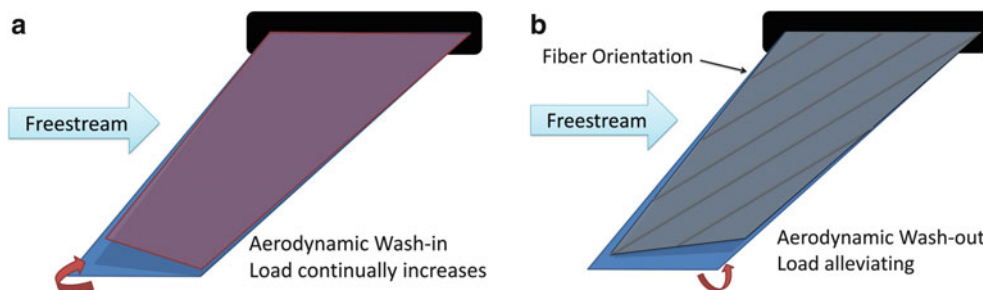 a
Freestream
Aerodynamic Wash-in
Load continually increases
b
Fiber Orientation
Freestream
Aerodynamic Wash-out
Load alleviating